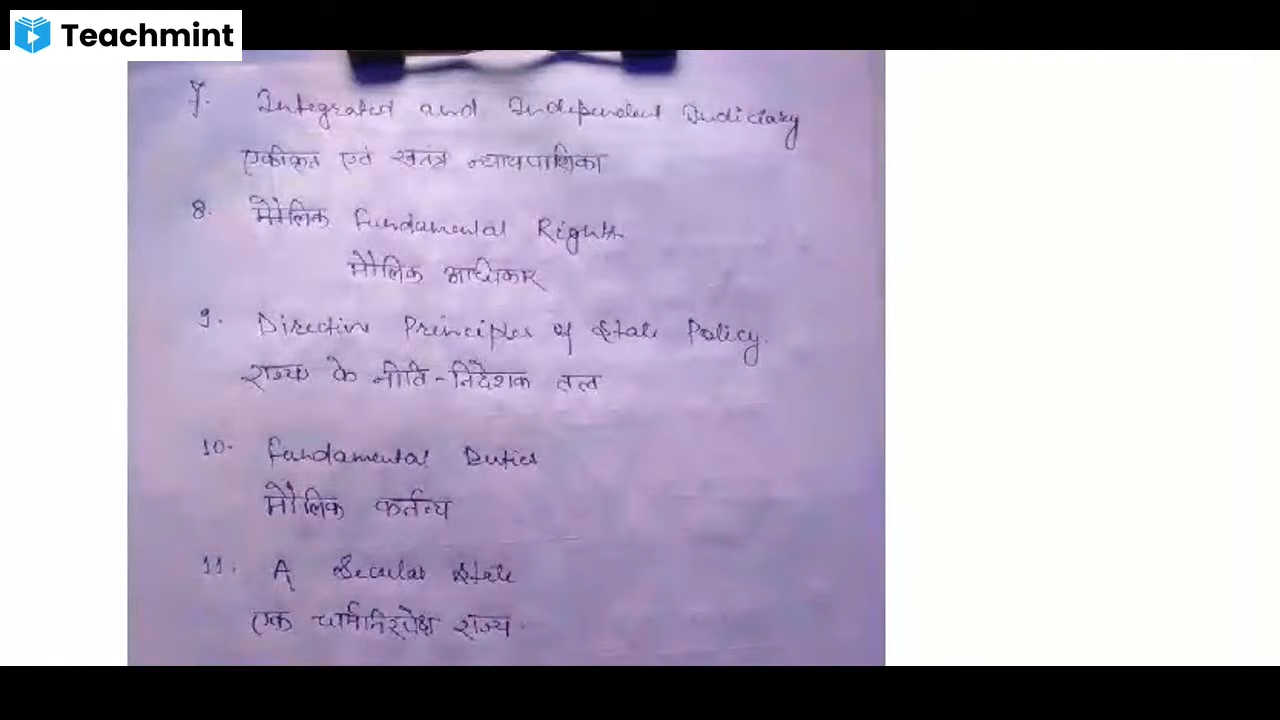 Teachmint
7. Integrated and Independent Judiciary
एकीकृत एवं स्वतंत्र न्यायपालिका
8. मौलिक Fundamental Rights
मौलिक अधिकार
9. Directive Principles of State Policy.
राज्य के नीति-निर्देशक तत्व
10. Fundamental Duties
मौलिक कर्तव्य
11. A Secular State
एक धर्मनिरपेक्ष राज्य.